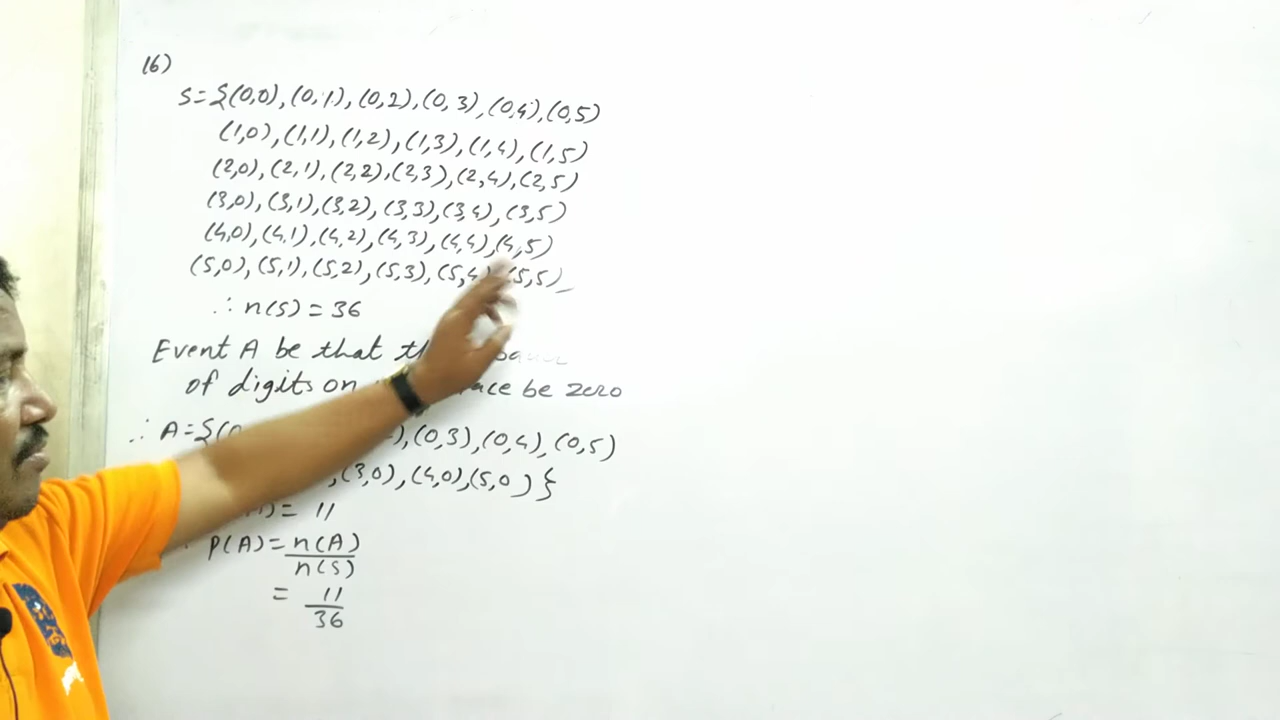 16)
S={(0,0), (0,1), (0,2), (0,3), (0,4), (0,5)
(1,0), (1,1), (1,2), (1,3), (1,4), (1,5)
(2,0), (2,1), (2,2), (2,3), (2,4), (2,5)
(3,0), (3,1), (3,2), (3,3), (3,4), (3,5)
(4,0), (4,1), (4,2), (4,3), (4,4), (4,5)
(5,0), (5,1), (5,2), (5,3), (5,4), (5,5)
∴ n(S) = 36
Event A be that
of digits on be zero
∴ A={ (0,3), (0,4), (0,5)
(3,0), (4,0), (5,0) }
= 11
P(A) = n(A)
n(S)
= 11
36